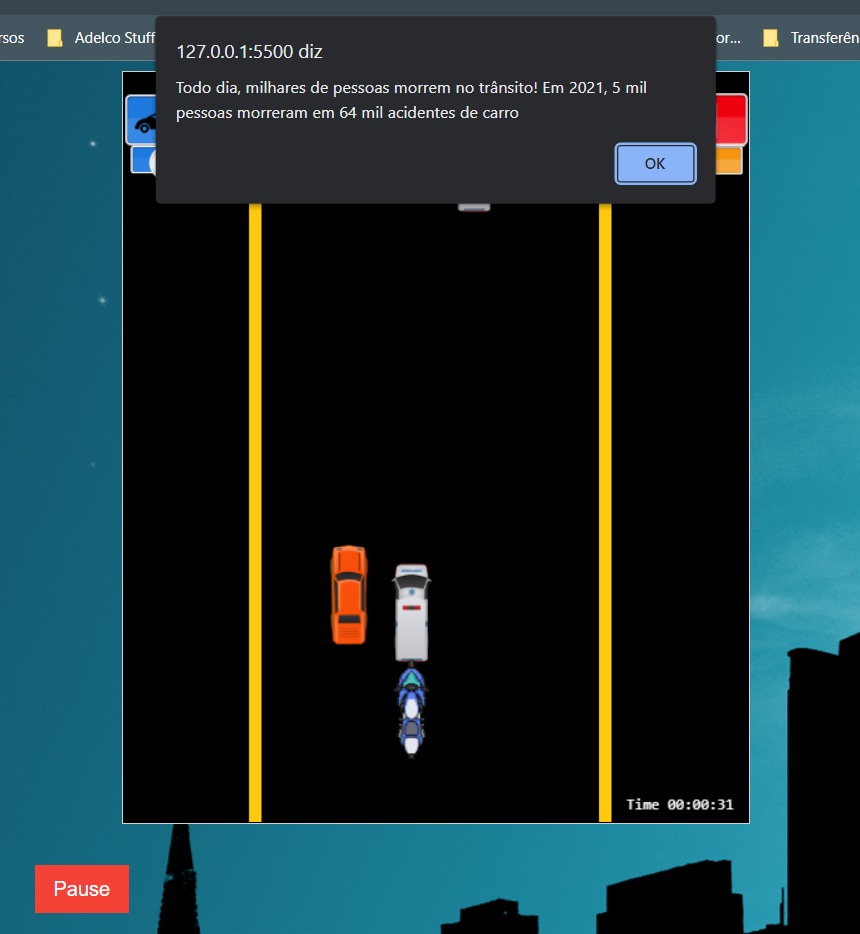 rsos
Adelco Stuff
or...
Transferên
127.0.0.1:5500 diz
Todo dia, milhares de pessoas morrem no trânsito! Em 2021, 5 mil
pessoas morreram em 64 mil acidentes de carro
OK
Time 00:00:31
Pause